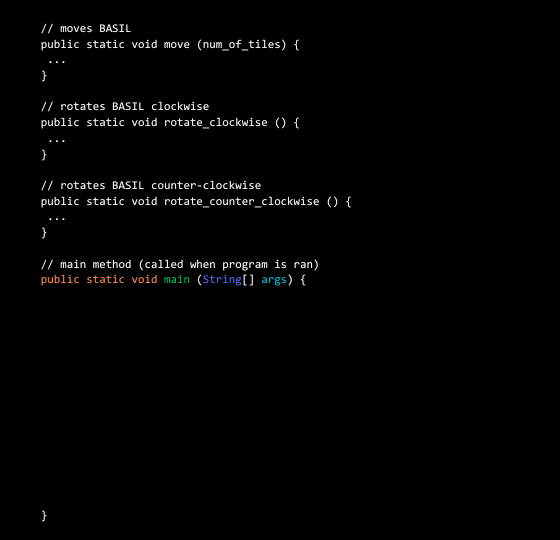 // moves BASIL
public static void move (num_of_tiles) {
...
}
// rotates BASIL clockwise
public static void rotate_clockwise () {
...
}
// rotates BASIL counter-clockwise
public static void rotate_counter_clockwise () {
...
}
// main method (called when program is ran)
public static void main (String[] args) {
}